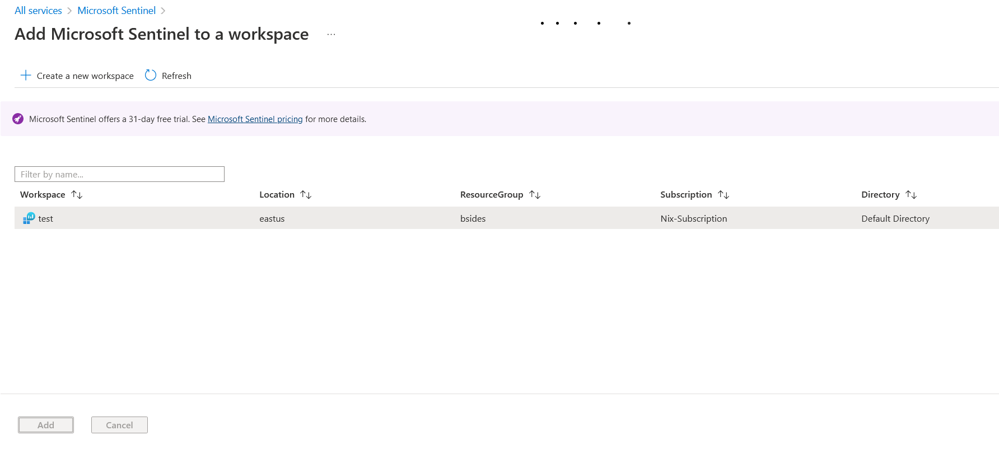 All services > Microsoft Sentinel >
Add Microsoft Sentinel to a workspace ...
Create a new workspace Refresh
Microsoft Sentinel offers a 31-day free trial. See Microsoft Sentinel pricing for more details.
Filter by name...
Workspace Location ResourceGroup Subscription Directory
test eastus bsides Nix-Subscription Default Directory
Add Cancel